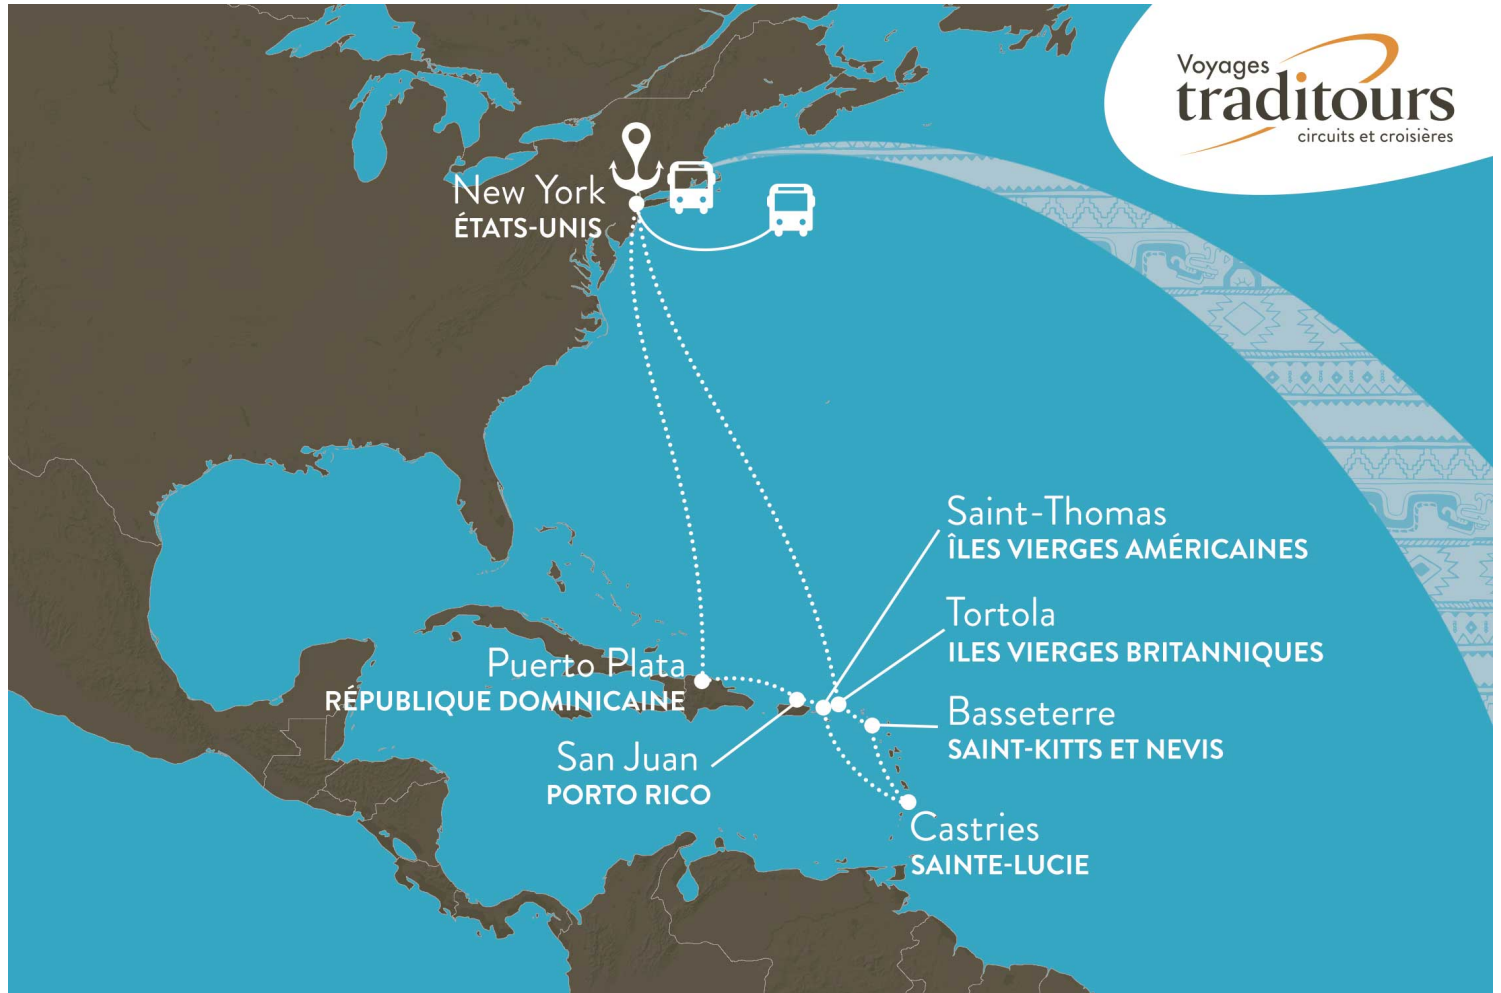 Voyages
traditours
circuits et croisières
New York
ÉTATS-UNIS
Saint-Thomas
ÎLES VIERGES AMÉRICAINES
Tortola
ILES VIERGES BRITANNIQUES
Puerto Plata
RÉPUBLIQUE DOMINICAINE
Basseterre
SAINT-KITTS ET NEVIS
San Juan
PORTO RICO
Castries
SAINTE-LUCIE